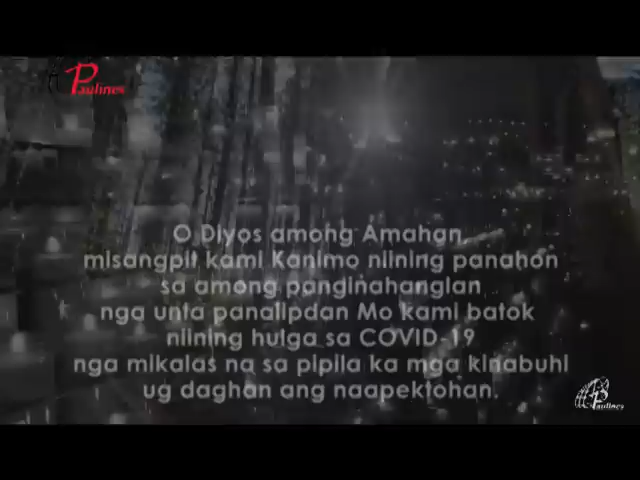 Paulines
O Diyos among Amahan,
misangpit kami Kanimo niining panahon
sa among panginahanglan
nga unta panalipdan Mo kami batok
niining hulga sa COVID-19
nga mikalas na sa pipila ka mga kinabuhi
ug daghan ang naapektohan.
Paulines